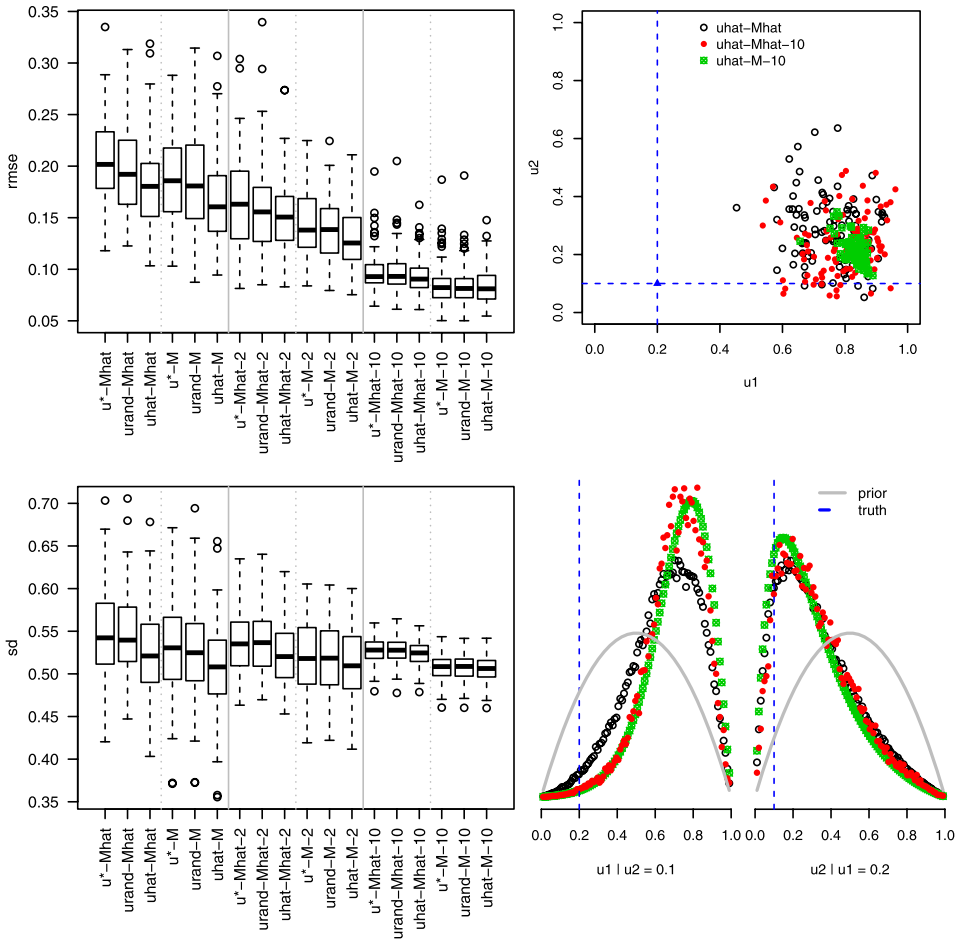 rmse
0.35
0.30
0.25
0.20
0.15
0.10
0.05
u*−Mhat
urand−Mhat
uhat−Mhat
u*−M
urand−M
uhat−M
u*−Mhat−2
urand−Mhat−2
uhat−Mhat−2
u*−M−2
urand−M−2
uhat−M−2
u*−Mhat−10
urand−Mhat−10
uhat−Mhat−10
u*−M−10
urand−M−10
uhat−M−10
u2
1.0
0.8
0.6
0.4
0.2
0.0
uhat−Mhat
uhat−Mhat−10
uhat−M−10
0.0 0.2 0.4 0.6 0.8 1.0
u1
sd
0.70
0.65
0.60
0.55
0.50
0.45
0.40
0.35
u*−Mhat
urand−Mhat
uhat−Mhat
u*−M
urand−M
uhat−M
u*−Mhat−2
urand−Mhat−2
uhat−Mhat−2
u*−M−2
urand−M−2
uhat−M−2
u*−Mhat−10
urand−Mhat−10
uhat−Mhat−10
u*−M−10
urand−M−10
uhat−M−10
prior
truth
0.0 0.2 0.4 0.6 0.8 1.0
u1 | u2 = 0.1
0.0 0.2 0.4 0.6 0.8 1.0
u2 | u1 = 0.2